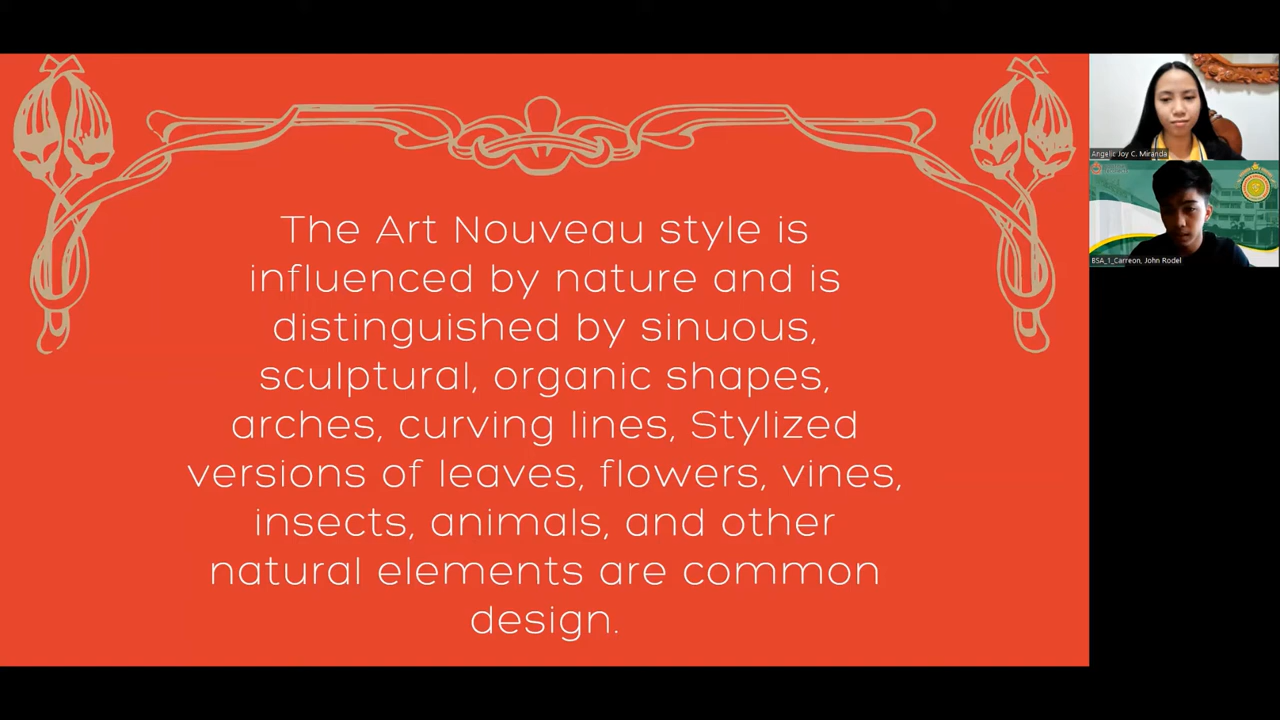 The Art Nouveau style is
influenced by nature and is
distinguished by sinuous,
sculptural, organic shapes,
arches, curving lines, Stylized
versions of leaves, flowers, vines,
insects, animals, and other
natural elements are common
design.
Angelic Joy C. Miranda
BSA_1_Carreon, John Rodel